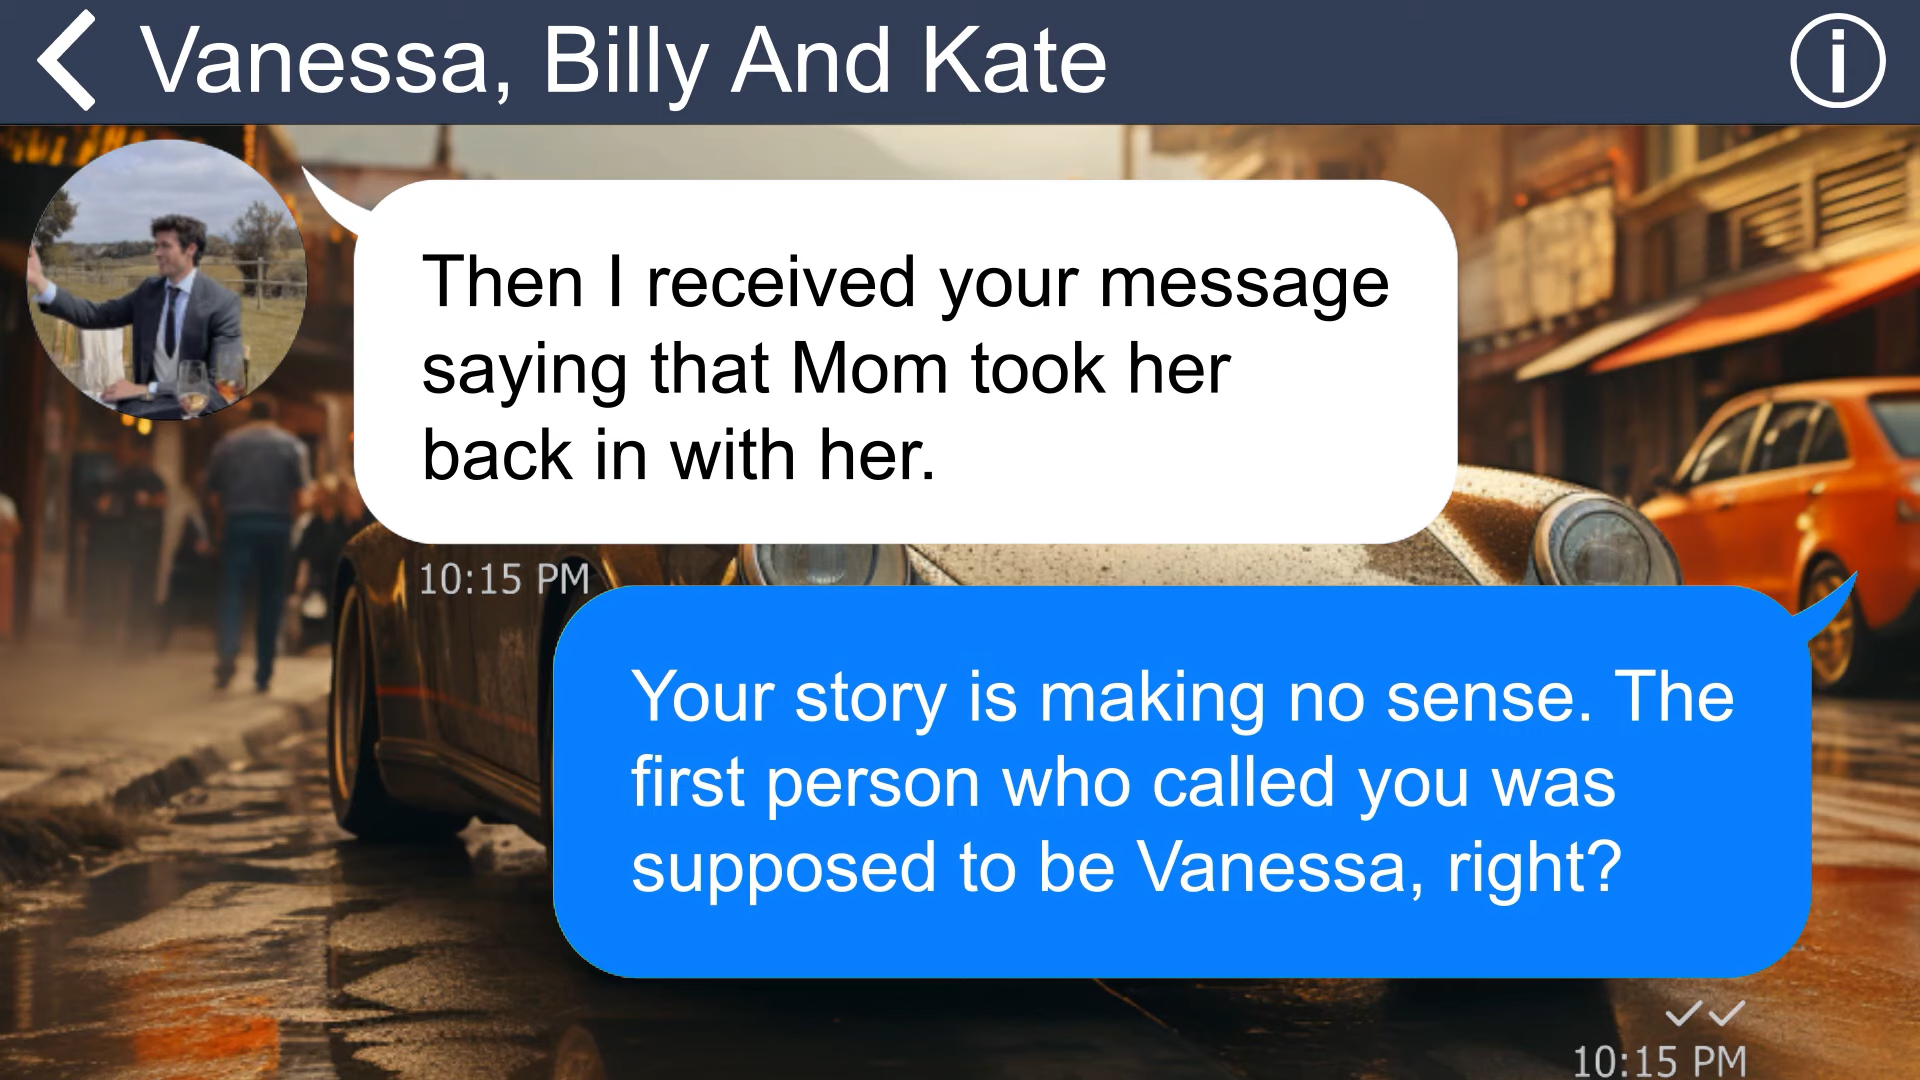 Vanessa, Billy And Kate
Then I received your message
saying that Mom took her
back in with her.
10:15 PM
Your story is making no sense. The
first person who called you was
supposed to be Vanessa, right?
10:15 PM